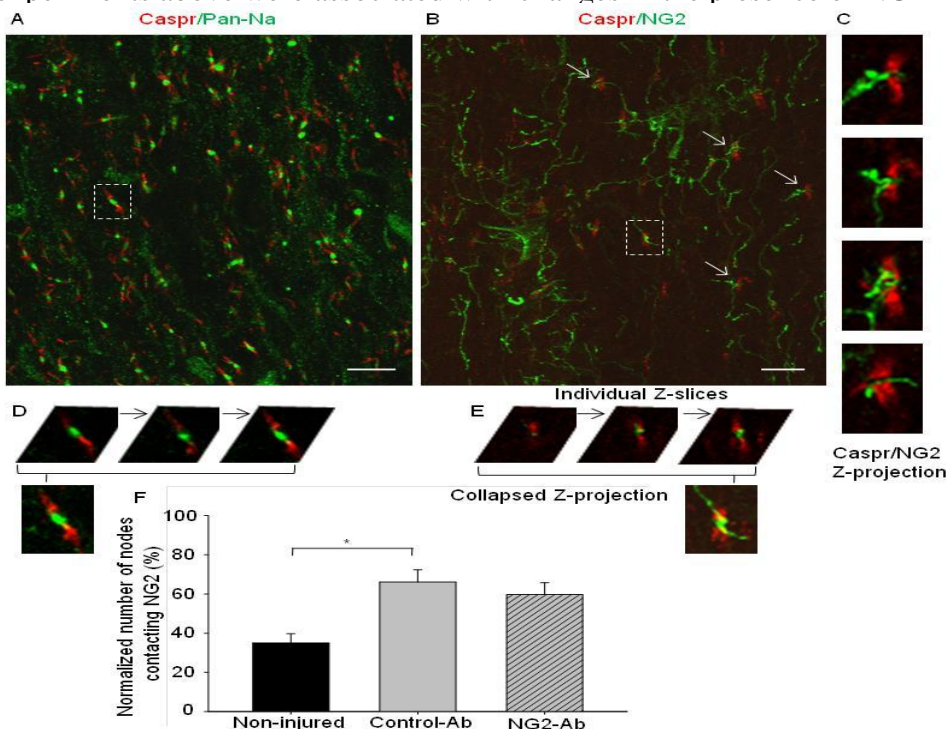 A
Caspr/Pan-Na
B
Caspr/NG2
C
Individual Z-slices
D
E
Caspr/NG2
Z-projection
Collapsed Z-projection
F
Normalized number of nodes
contacting NG2 (%)
100
80
60
40
20
0
*
Non-injured
Control-Ab
NG2-Ab